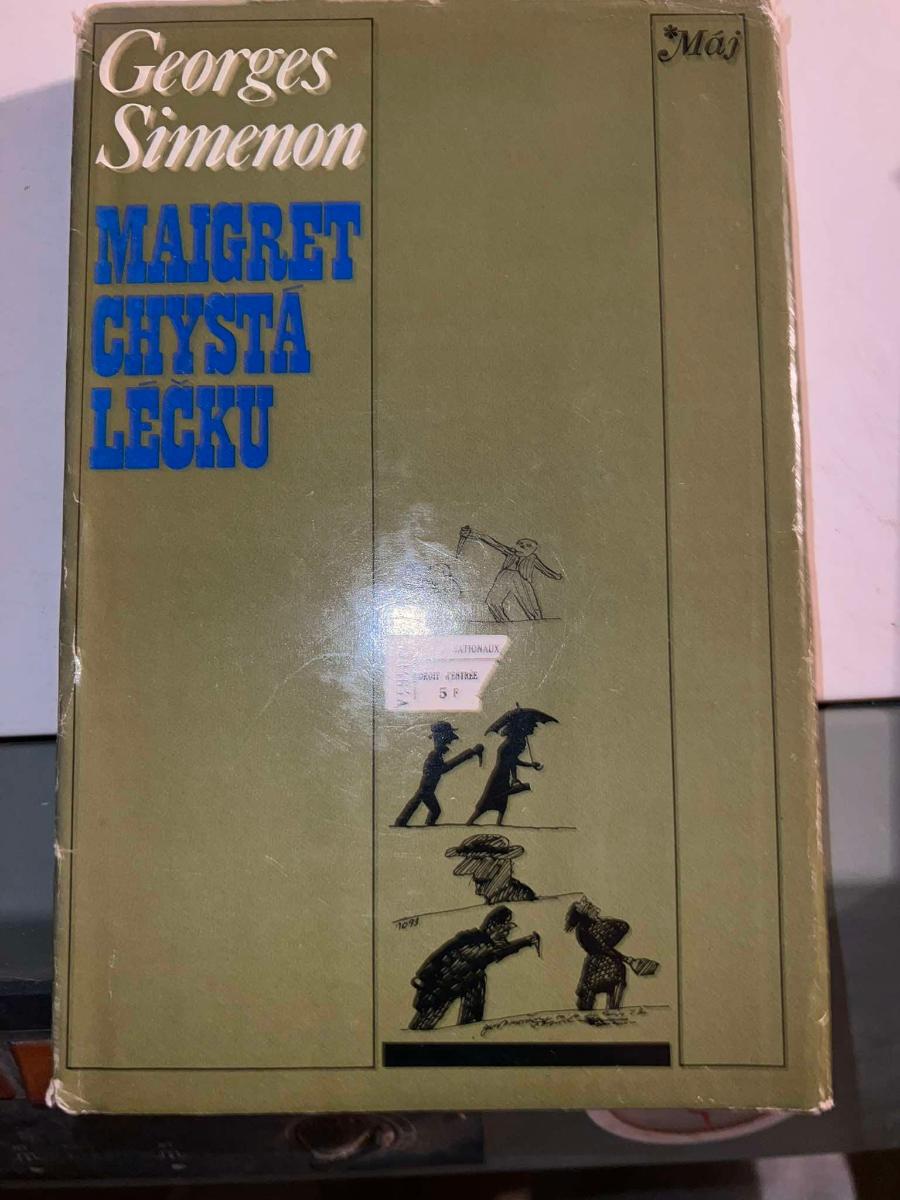 Georges
Simenon
*Máj
MAIGRET
CHYSTÁ
LÉČKU
NATIONAUX
DROIT D'ENTRÉE
5 F